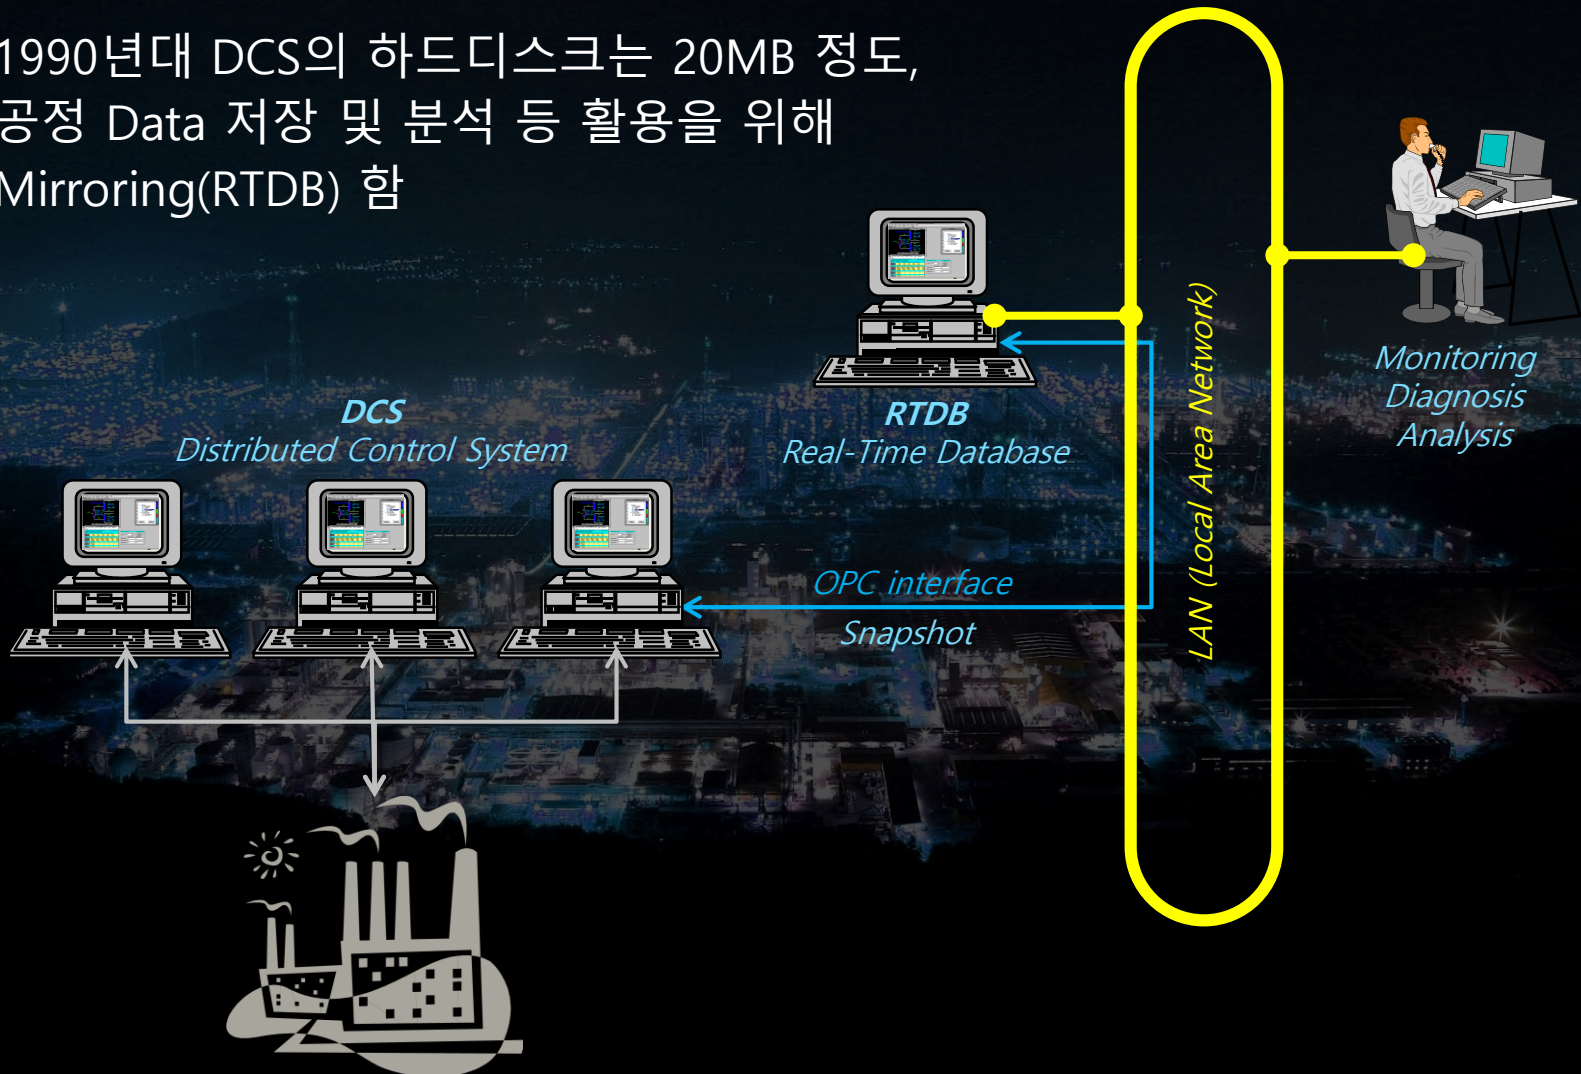 1990년대 DCS의 하드디스크는 20MB 정도,
공정 Data 저장 및 분석 등 활용을 위해
Mirroring(RTDB) 함
DCS
Distributed Control System
RTDB
Real-Time Database
OPC interface
Snapshot
LAN (Local Area Network)
Monitoring
Diagnosis
Analysis